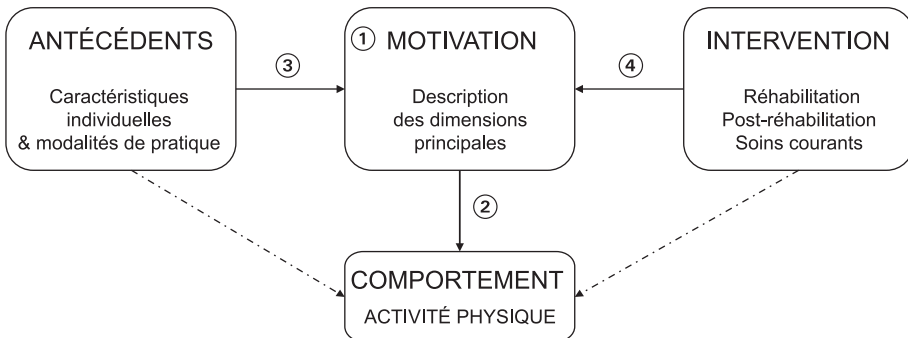 ANTÉCÉDENTS
Caractéristiques
individuelles
& modalités de pratique
③
① MOTIVATION
Description
des dimensions
principales
④
INTERVENTION
Réhabilitation
Post-réhabilitation
Soins courants
②
COMPORTEMENT
ACTIVITÉ PHYSIQUE